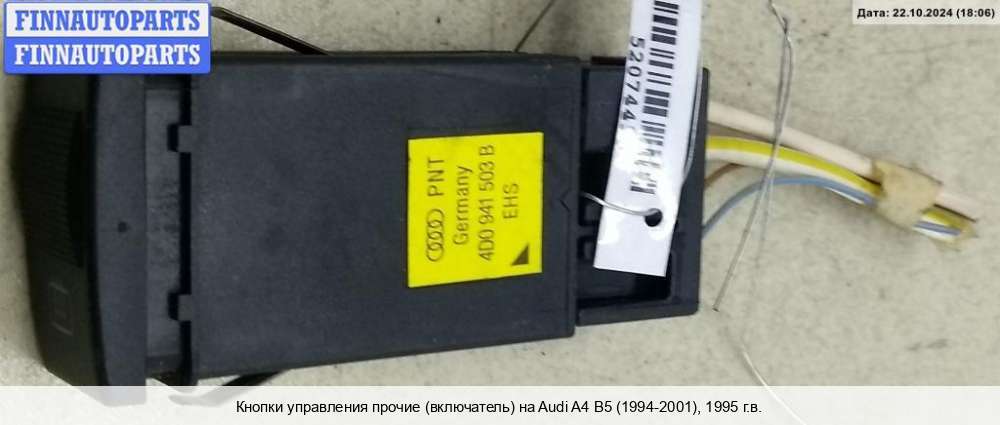 FINNAUTOPARTS
FINNAUTOPARTS
Дата: 22.10.2024 (18:06)
PNT
Germany
4D0 941 503 B
EHS
Кнопки управления прочие (включатель) на Audi A4 B5 (1994-2001), 1995 г.в.